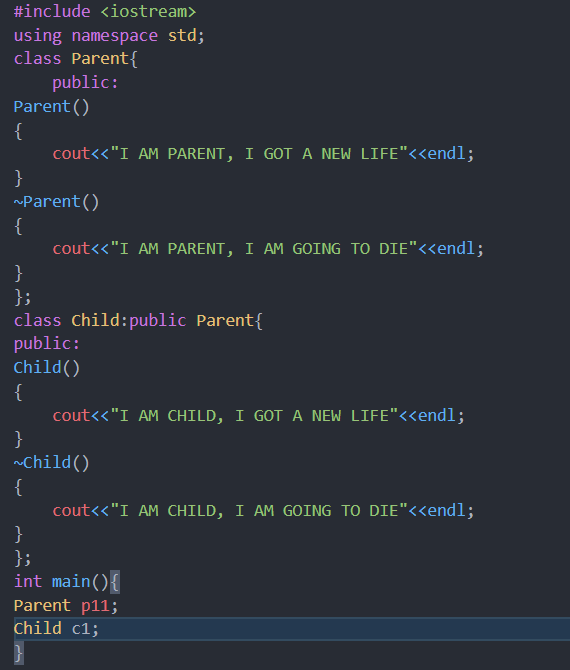 #include <iostream>
using namespace std;
class Parent{
    public:
Parent()
{
    cout<<"I AM PARENT, I GOT A NEW LIFE"<<endl;
}
~Parent()
{
    cout<<"I AM PARENT, I AM GOING TO DIE"<<endl;
}
};
class Child:public Parent{
public:
Child()
{
    cout<<"I AM CHILD, I GOT A NEW LIFE"<<endl;
}
~Child()
{
    cout<<"I AM CHILD, I AM GOING TO DIE"<<endl;
}
};
int main(){
Parent p11;
Child c1;
}